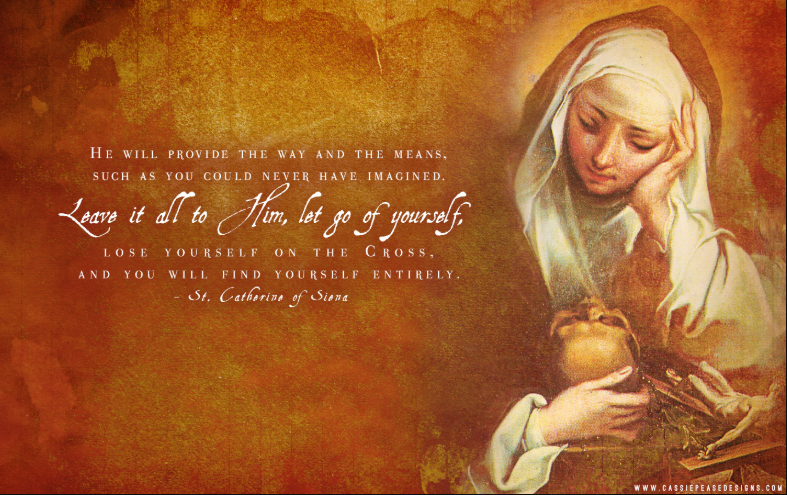 He will provide the way and the means,
such as you could never have imagined.
Leave it all to Him, let go of yourself,
lose yourself on the Cross,
and you will find yourself entirely.
- St. Catherine of Siena
www.cassiepeasedesigns.com